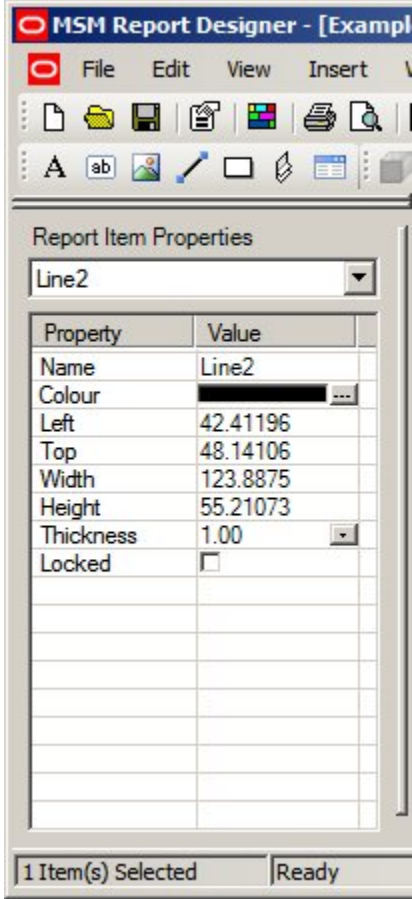 MSM Report Designer - [Exampl
File Edit View Insert
A ab
Report Item Properties
Line2
Property Value
Name Line2
Colour ...
Left 42.41196
Top 48.14106
Width 123.8875
Height 55.21073
Thickness 1.00
Locked
1 Item(s) Selected Ready